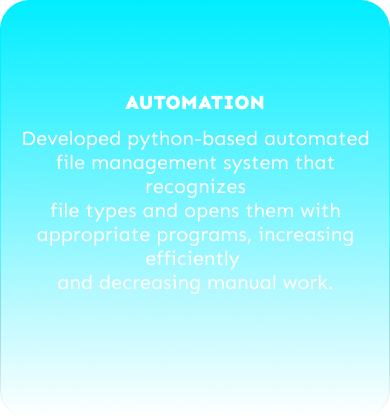 AUTOMATION
Developed python-based automated
file management system that
recognizes
file types and opens them with
appropriate programs, increasing
efficiently
and decreasing manual work.